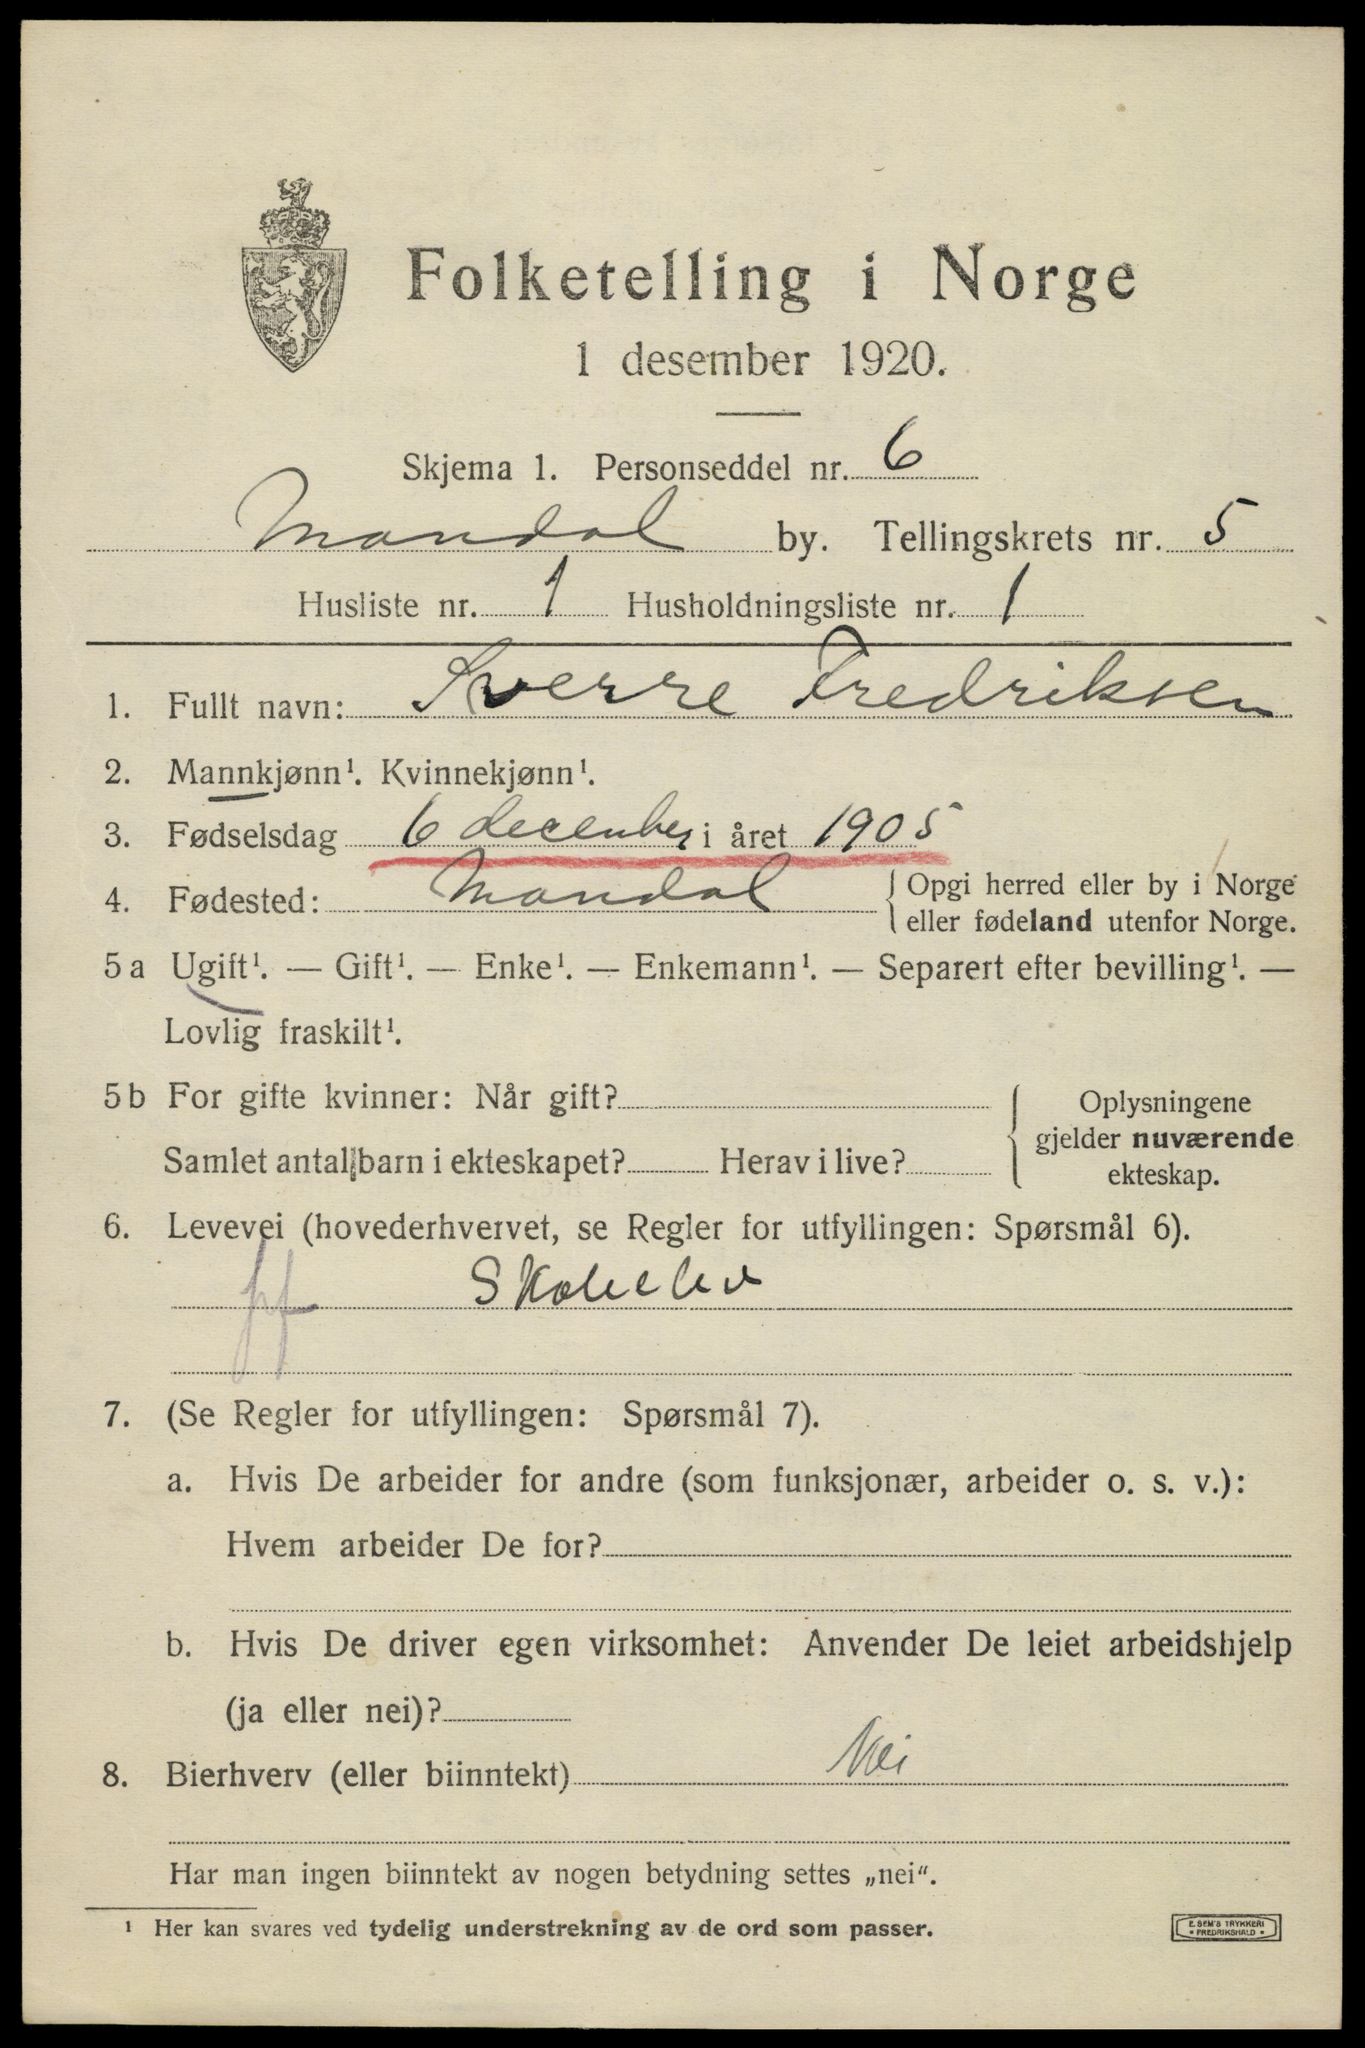 Folketelling i Norge
1 desember 1920.
Skjema 1. Personseddel nr. 6
Mandal by. Tellingskrets nr. 5
Husliste nr. 1 Husholdningsliste nr. 1
1. Fullt navn: Sverre Fredriksen
2. Mannkjønn¹. Kvinnekjønn¹.
3. Fødselsdag 6 december i året 1905
4. Fødested: Mandal { Opgi herred eller by i Norge
eller fødeland utenfor Norge.
5a Ugift¹. — Gift¹. — Enke¹. — Enkemann¹. — Separert efter bevilling¹. —
Lovlig fraskilt¹.
5b For gifte kvinner: Når gift?
Samlet antal barn i ekteskapet? Herav i live?
Oplysningene
gjelder nuværende
ekteskap.
6. Levevei (hovederhvervet, se Regler for utfyllingen: Spørsmål 6).
Skoleelev
7. (Se Regler for utfyllingen: Spørsmål 7).
a. Hvis De arbeider for andre (som funksjonær, arbeider o. s. v.):
Hvem arbeider De for?
b. Hvis De driver egen virksomhet: Anvender De leiet arbeidshjelp
(ja eller nei)?
8. Bierhverv (eller biinntekt) Nei
Har man ingen biinntekt av nogen betydning settes „nei“.
¹ Her kan svares ved tydelig understrekning av de ord som passer.
E. SEM'S TRYKKERI
* FREDRIKSHALD *